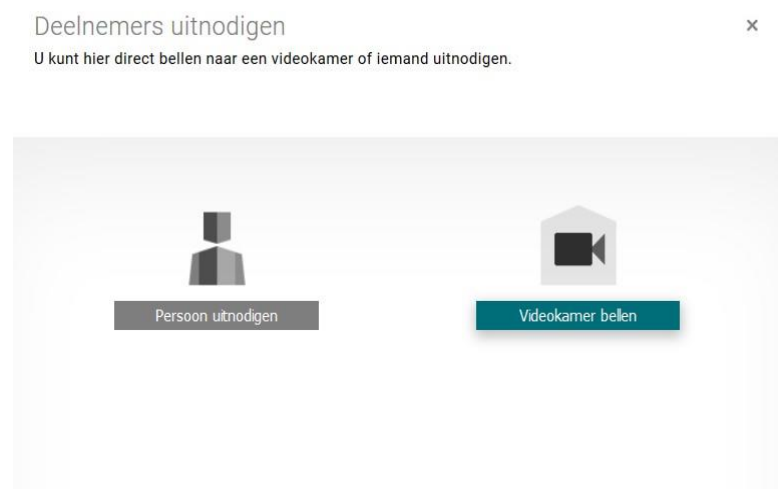 Deelnemers uitnodigen
U kunt hier direct bellen naar een videokamer of iemand uitnodigen.
Persoon uitnodigen
Videokamer bellen